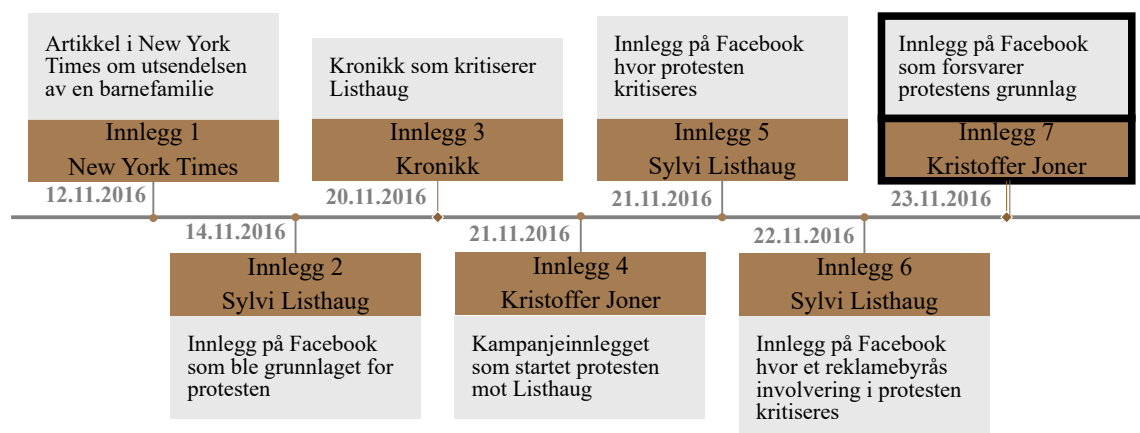 Artikkel i New York
Times om utsendelsen
av en barnefamilie
Innlegg 1
New York Times
12.11.2016
14.11.2016
Innlegg 2
Sylvi Listhaug
Innlegg på Facebook
som ble grunnlaget for
protesten
Kronikk som kritiserer
Listhaug
Innlegg 3
Kronikk
20.11.2016
21.11.2016
Innlegg 4
Kristoffer Joner
Kampanjeinnlegget
som startet protesten
mot Listhaug
Innlegg på Facebook
hvor protesten
kritiseres
Innlegg 5
Sylvi Listhaug
21.11.2016
22.11.2016
Innlegg 6
Sylvi Listhaug
Innlegg på Facebook
hvor et reklamebyrås
involvering i protesten
kritiseres
Innlegg på Facebook
som forsvarer
protestens grunnlag
Innlegg 7
Kristoffer Joner
23.11.2016